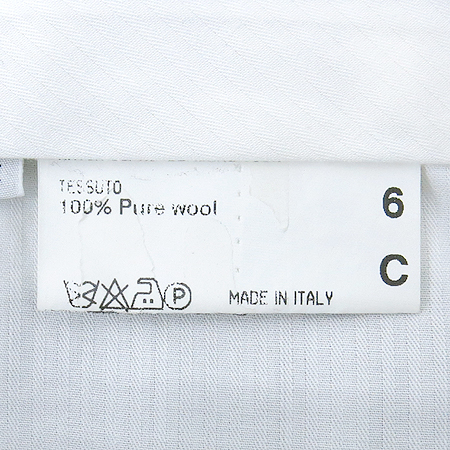 TESSUTO
100% Pure wool
6
C
P
MADE IN ITALY